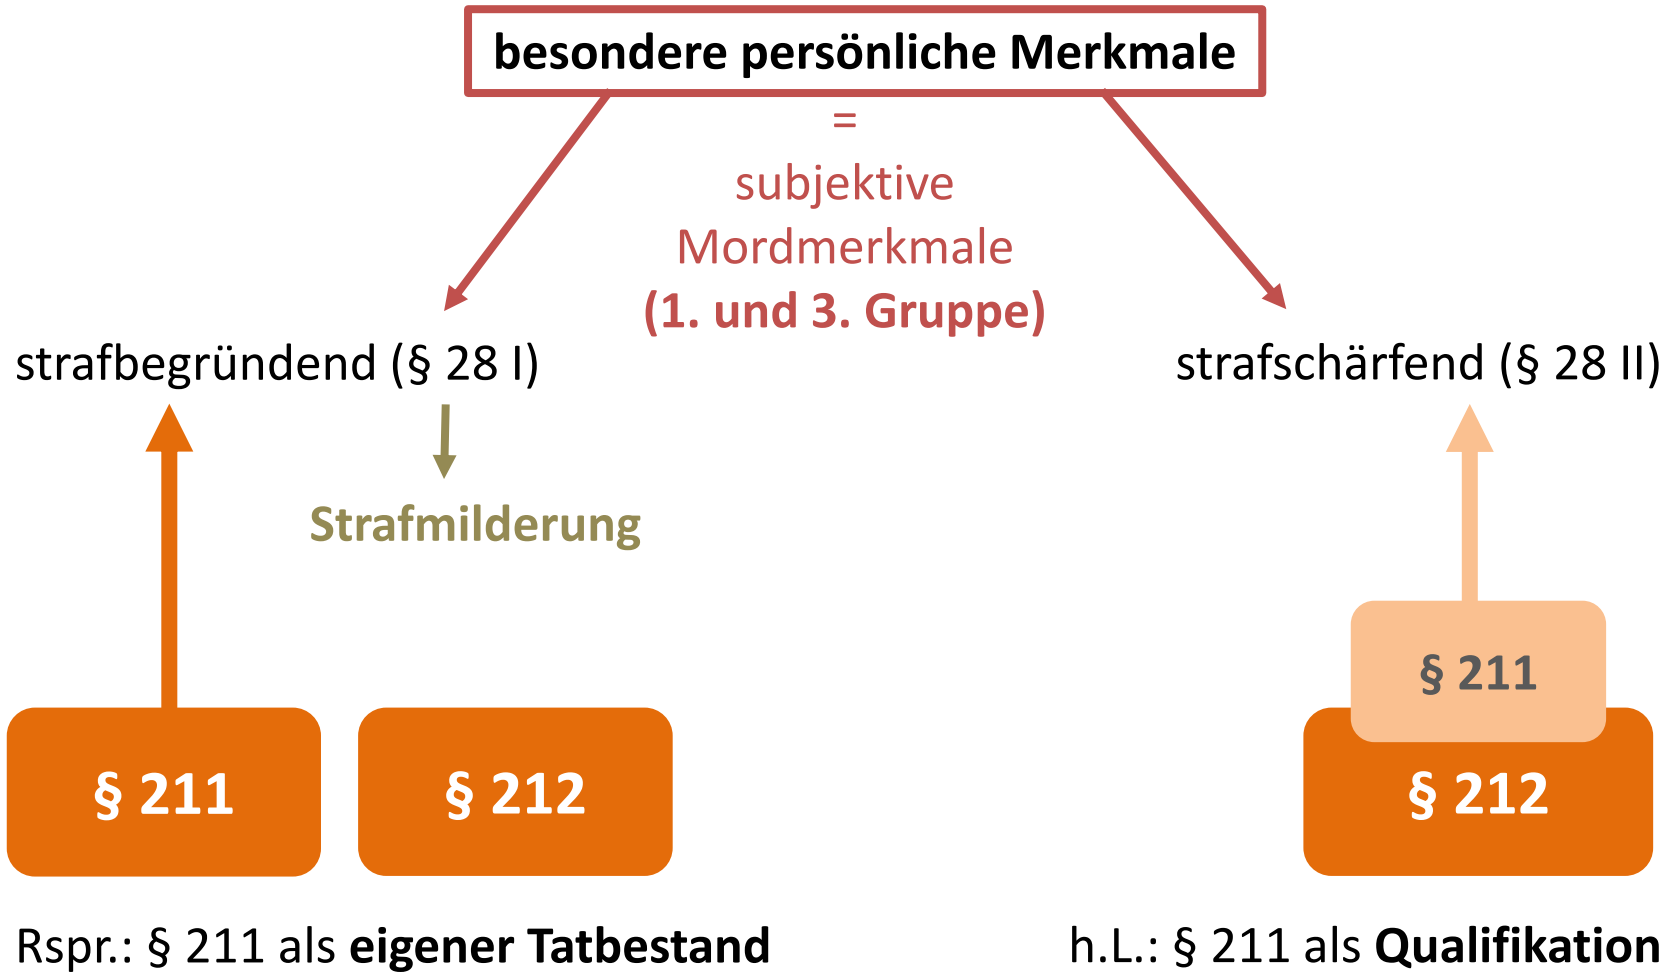 besondere persönliche Merkmale
=
subjektive
Mordmerkmale
(1. und 3. Gruppe)
strafbegründend (§ 28 I)
strafschärfend (§ 28 II)
Strafmilderung
§ 211
§ 211
§ 212
§ 212
Rspr.: § 211 als eigener Tatbestand
h.L.: § 211 als Qualifikation